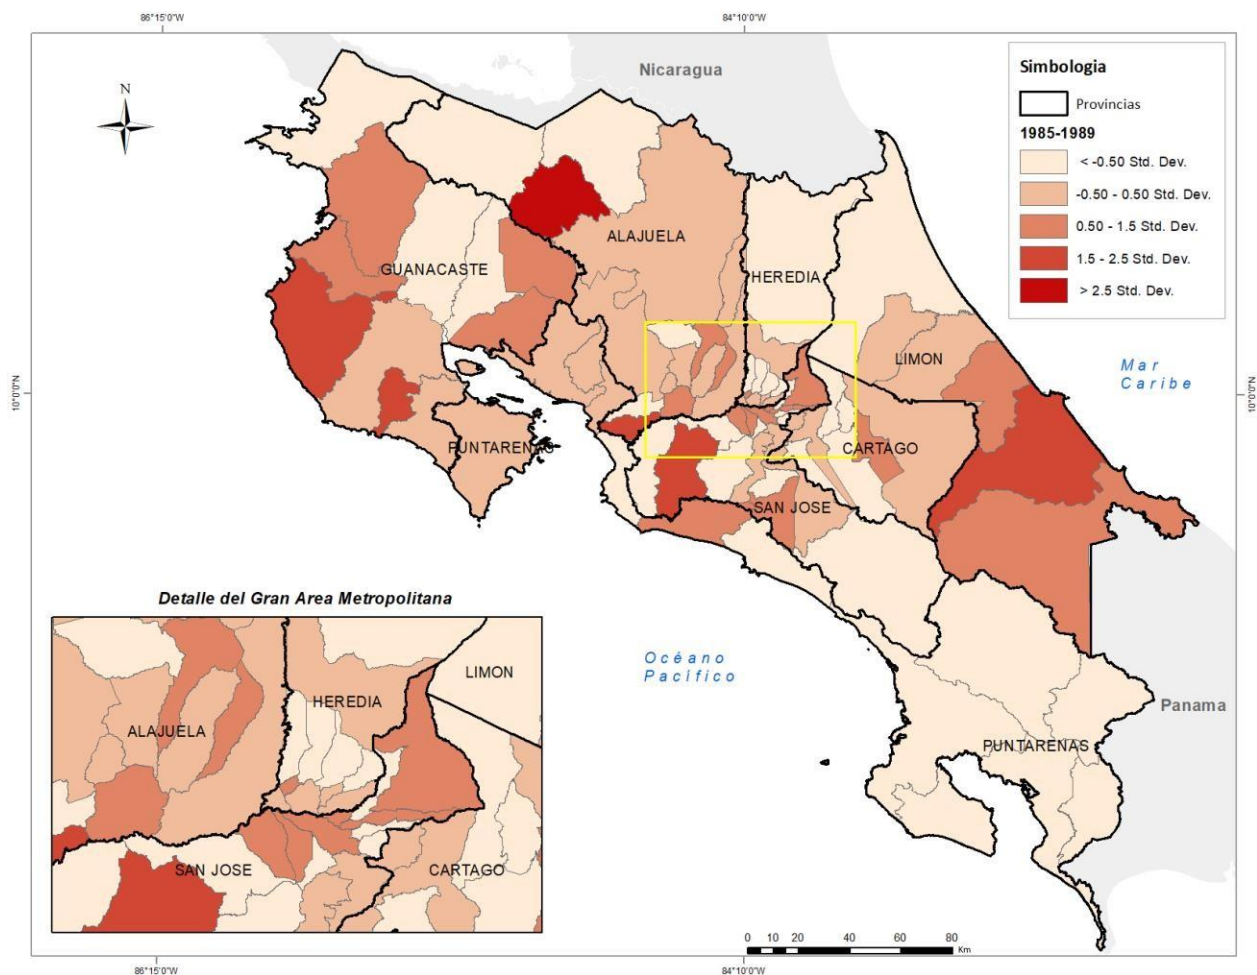 86°15'0"W
84°10'0"W
Nicaragua
N
Simbologia
Provincias
1985-1989
< -0.50 Std. Dev.
-0.50 - 0.50 Std. Dev.
0.50 - 1.5 Std. Dev.
1.5 - 2.5 Std. Dev.
> 2.5 Std. Dev.
ALAJUELA
GUANACASTE
HEREDIA
LIMON
Mar
Caribe
10°0'0"N
10°0'0"N
PUNTARENAS
CARTAGO
SAN JOSE
Detalle del Gran Area Metropolitana
Océano
Pacífico
LIMON
HEREDIA
ALAJUELA
Panama
PUNTARENAS
SAN JOSE
CARTAGO
0 10 20 40 60 80
Km
86°15'0"W
84°10'0"W